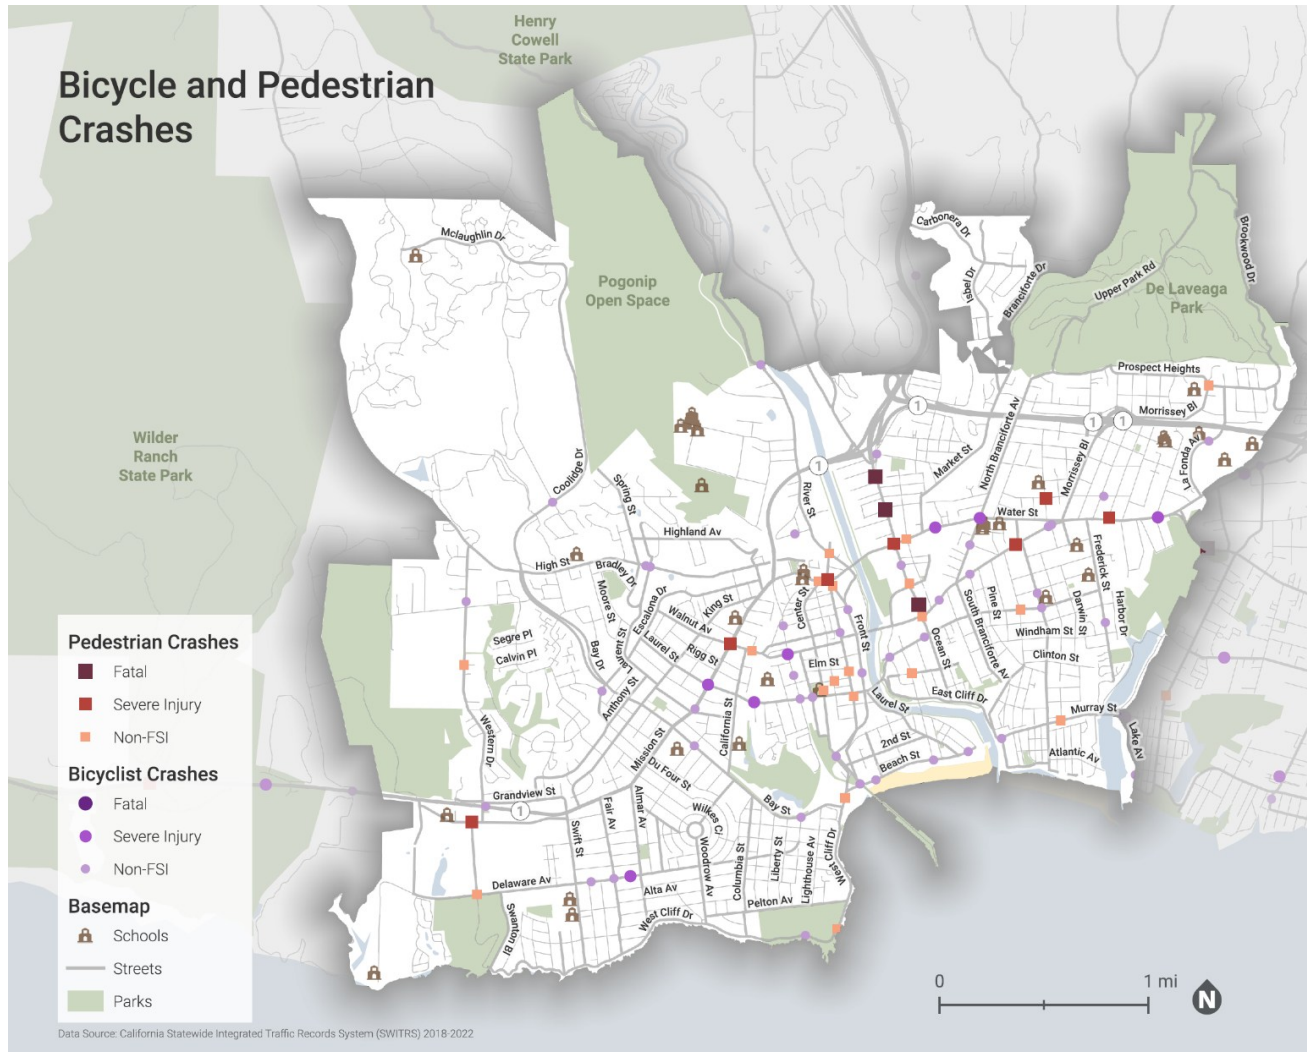 Bicycle and Pedestrian
Crashes
Henry
Cowell
State Park
Pogonip
Open Space
De Laveaga
Park
Wilder
Ranch
State Park
Mclaughlin Dr
Carbonera Dr
Isbel Dr
Branciforte Dr
Upper Park Rd
Brookwood Dr
Prospect Heights
Morrissey Bl
1
1
1
1
1
North Branciforte Av
Market St
Morrissey Bl
La Fonda Av
Coolidge Dr
Spring St
River St
Water St
Highland Av
High St
Bradley Dr
Moore St
Escalona Dr
King St
Walnut Av
Center St
Front St
Laurel St
Laurent St
Rigg St
Bay Dr
Anthony St
Segre Pl
Calvin Pl
Western Dr
Elm St
Ocean St
South Branciforte Av
Pine St
Windham St
Darwin St
Frederick St
Harbor Dr
Clinton St
East Cliff Dr
Laurel St
Murray St
2nd St
Beach St
Atlantic Av
Lake Av
California St
Mission St
Du Four St
Bay St
Grandview St
Swift St
Fair Av
Almar Av
Wilkes Ci
Woodrow Av
Columbia St
Liberty St
Lighthouse Av
West Cliff Dr
Delaware Av
Alta Av
Pelton Av
West Cliff Dr
Swanton Bl
Pedestrian Crashes
Fatal
Severe Injury
Non-FSI
Bicyclist Crashes
Fatal
Severe Injury
Non-FSI
Basemap
Schools
Streets
Parks
0 1 mi
N
Data Source: California Statewide Integrated Traffic Records System (SWITRS) 2018-2022